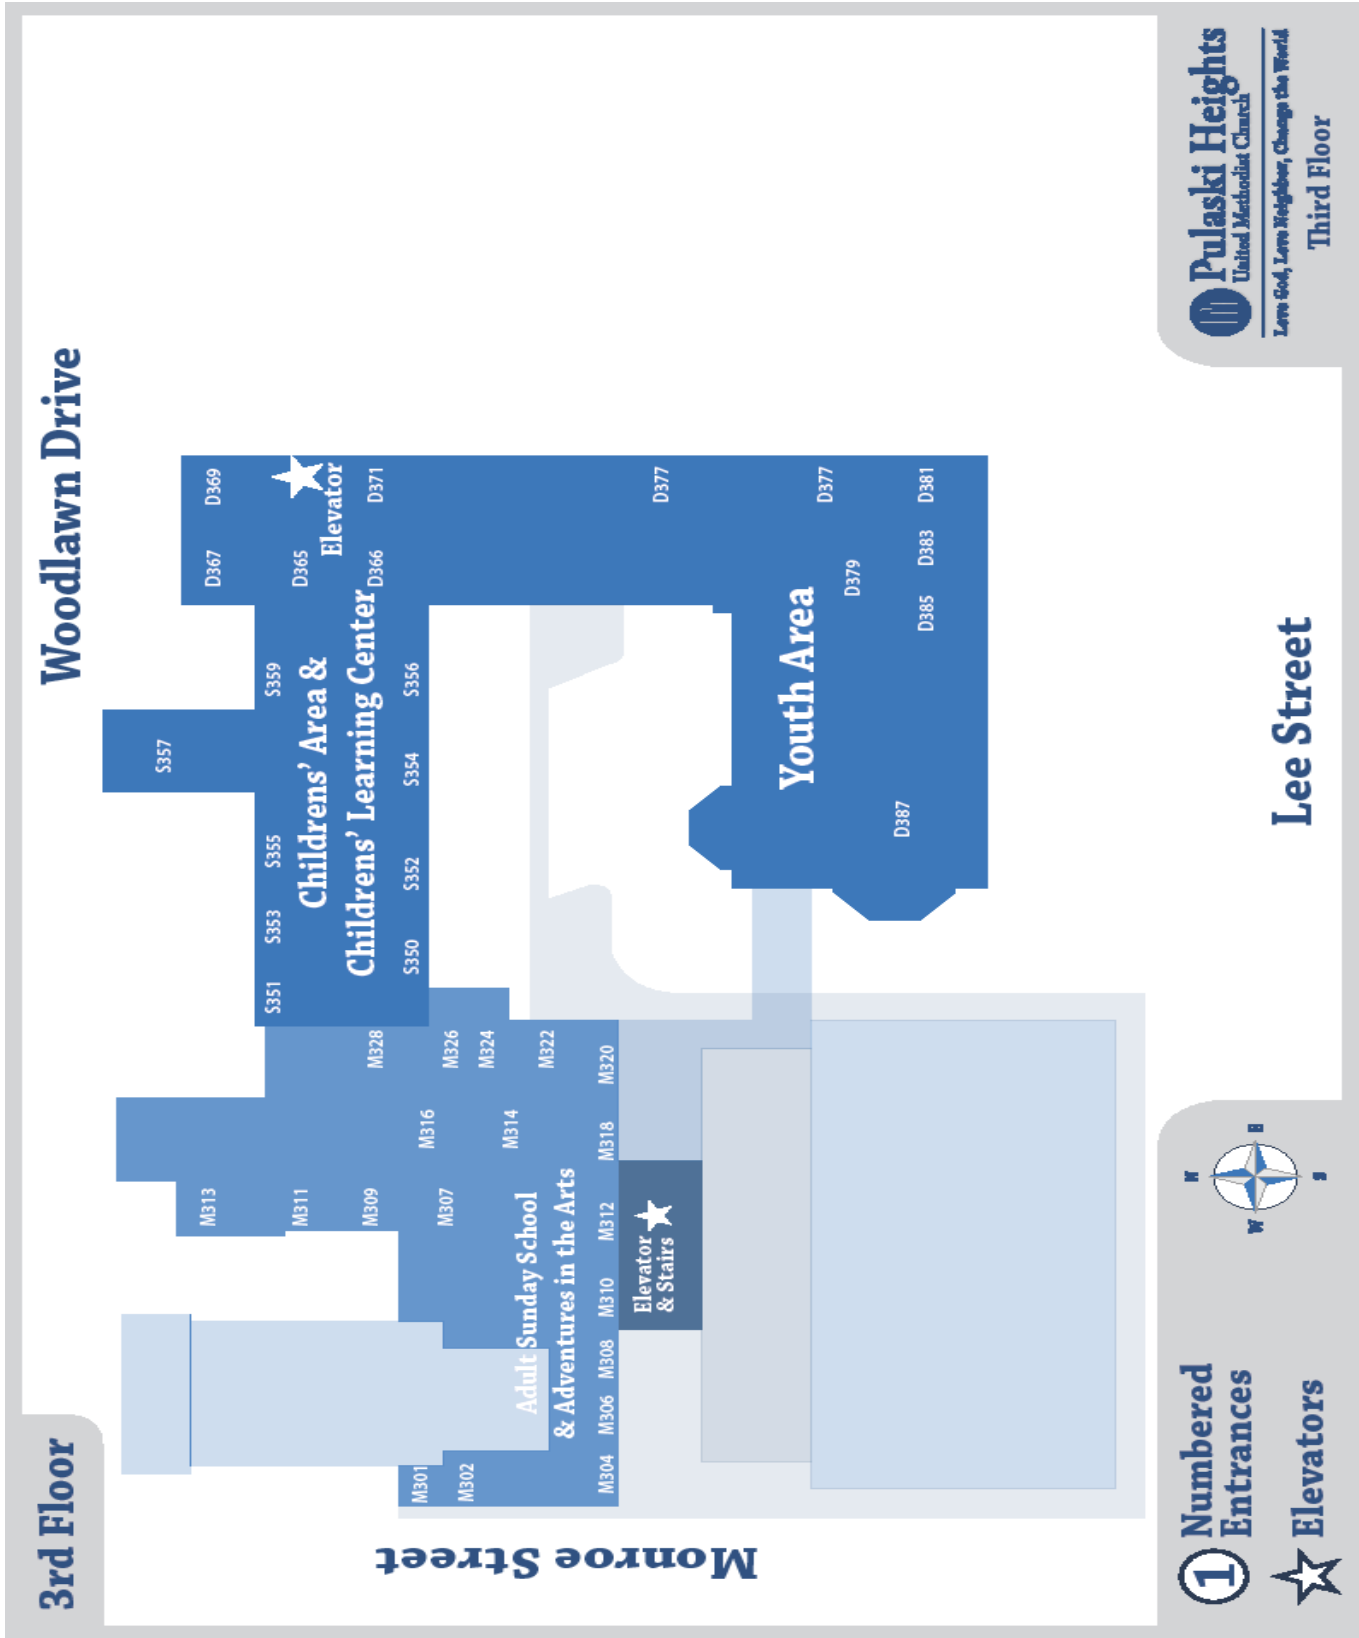 3rd Floor
Woodlawn Drive
Monroe Street
Lee Street
S357
M313
D367
D369
S351
S353
S355
S359
D365
Elevator
Childrens’ Area &
Childrens’ Learning Center
M311
M309
M328
D366
D371
S350
S352
S354
S356
M301
M302
M307
M316
M326
M324
M314
M322
Adult Sunday School
& Adventures in the Arts
M304
M306
M308
M310
M312
M318
M320
Elevator
& Stairs
D377
Youth Area
D377
D379
D387
D385
D383
D381
1
Numbered
Entrances
Elevators
N
W
E
S
Pulaski Heights
United Methodist Church
Love God, Love Neighbor, Change the World
Third Floor